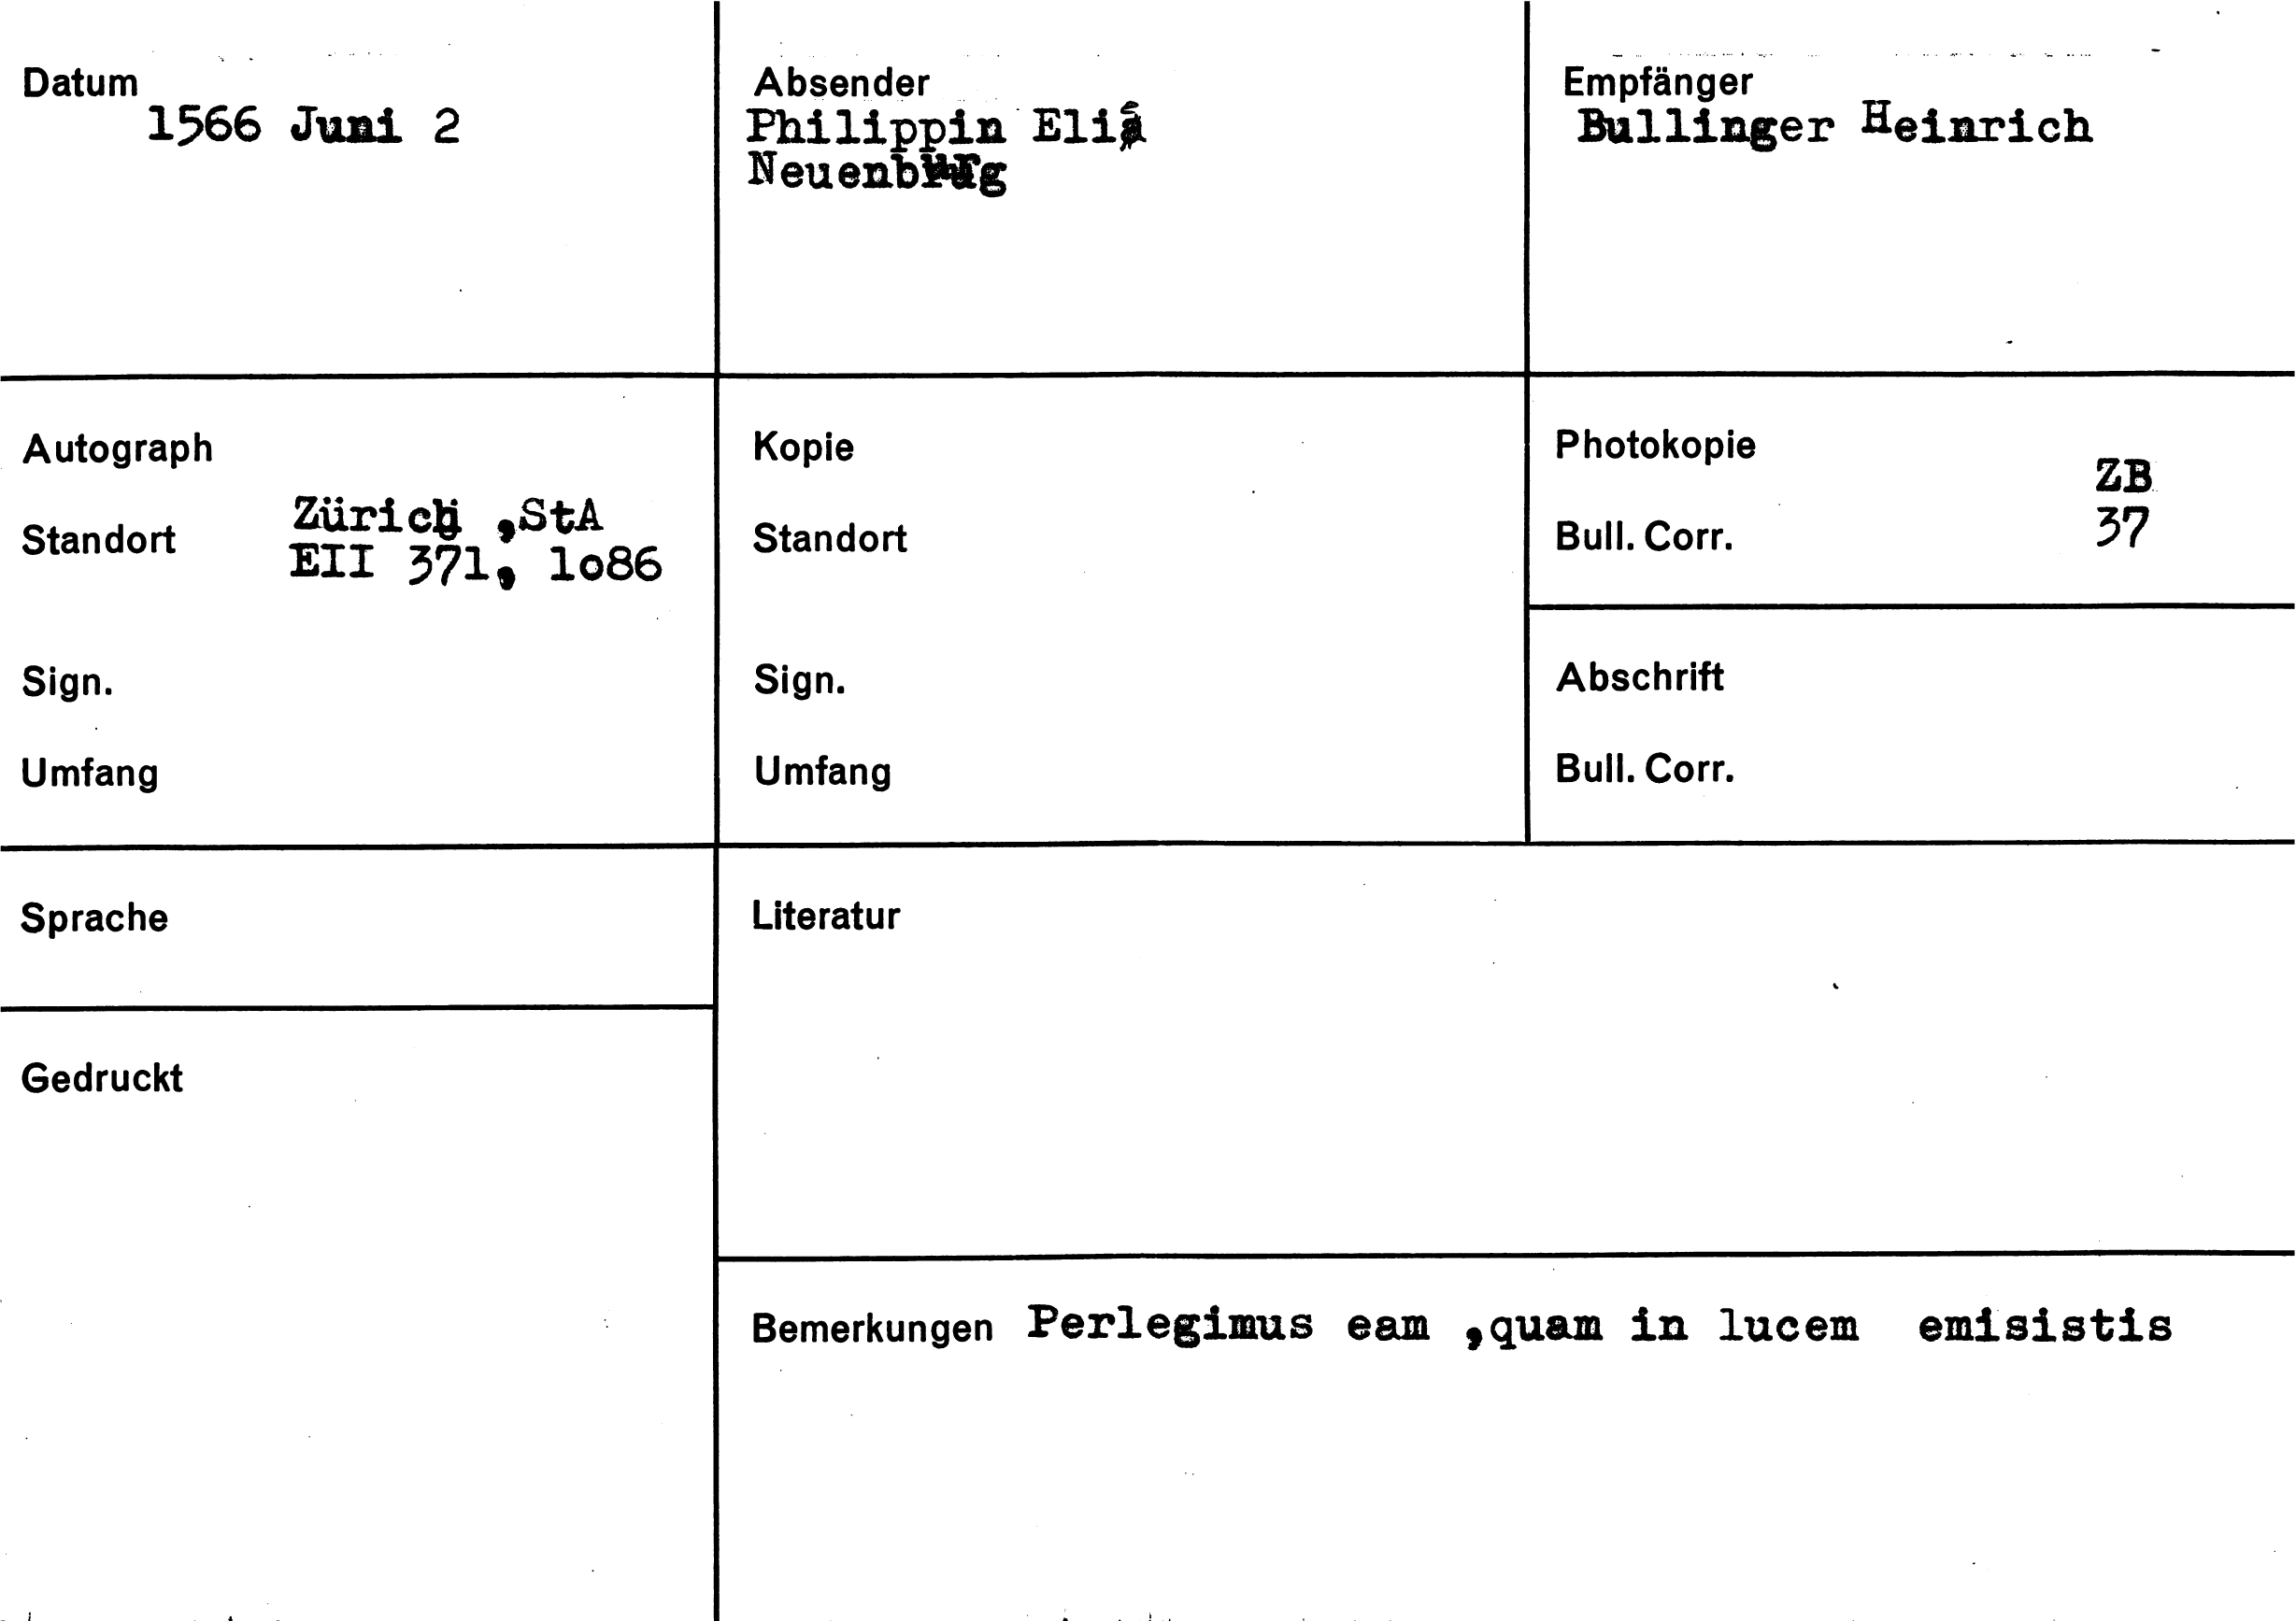 Datum
1566 Juni 2
Absender
Philippin Eliá
Neuenburg
Empfänger
Bullinger Heinrich
Autograph
Standort
Zürich ,StA
EII 371, lo86
Sign.
Umfang
Kopie
Standort
Sign.
Umfang
Photokopie
Bull. Corr.
ZB
37
Abschrift
Bull. Corr.
Sprache
Literatur
Gedruckt
Bemerkungen Perlegimus eam ,quam in lucem emisistis